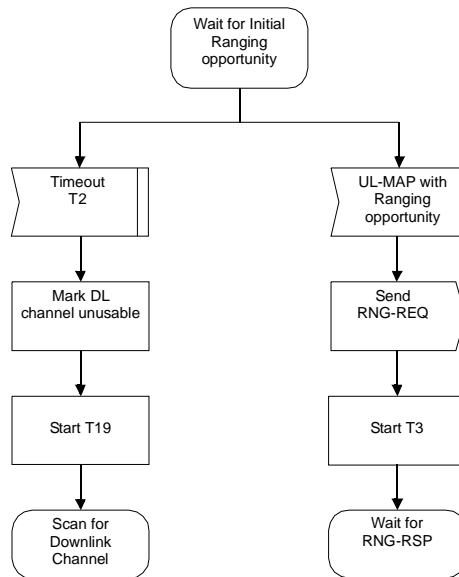 Wait for Initial
Ranging
opportunity
Timeout
T2
UL-MAP with
Ranging
opportunity
Mark DL
channel unusable
Send
RNG-REQ
Start T19
Start T3
Scan for
Downlink
Channel
Wait for
RNG-RSP